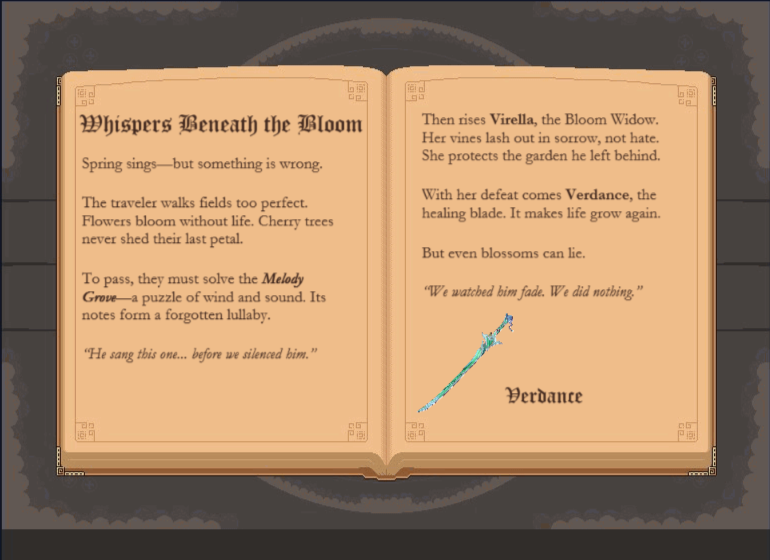 Whispers Beneath the Bloom
Spring sings—but something is wrong.
The traveler walks fields too perfect.
Flowers bloom without life. Cherry trees
never shed their last petal.
To pass, they must solve the Melody
Grove—a puzzle of wind and sound. Its
notes form a forgotten lullaby.
“He sang this one... before we silenced him.”
Then rises Virella, the Bloom Widow.
Her vines lash out in sorrow, not hate.
She protects the garden he left behind.
With her defeat comes Verdance, the
healing blade. It makes life grow again.
But even blossoms can lie.
“We watched him fade. We did nothing.”
Verdance